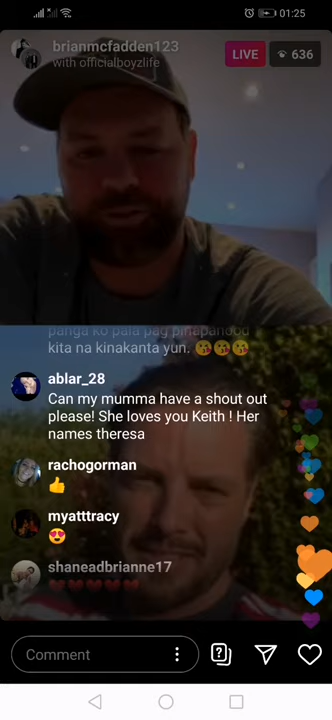 01:25
brianmcfadden123
with officialboyzlife
LIVE
636
panga ko pala pag pinapanood
kita na kinakanta yun. 😘😘😘
ablar_28
Can my mumma have a shout out
please! She loves you Keith ! Her
names theresa
rachogorman
👍
myatttracy
😍
shaneadbrianne17
❤️❤️❤️❤️❤️
Comment